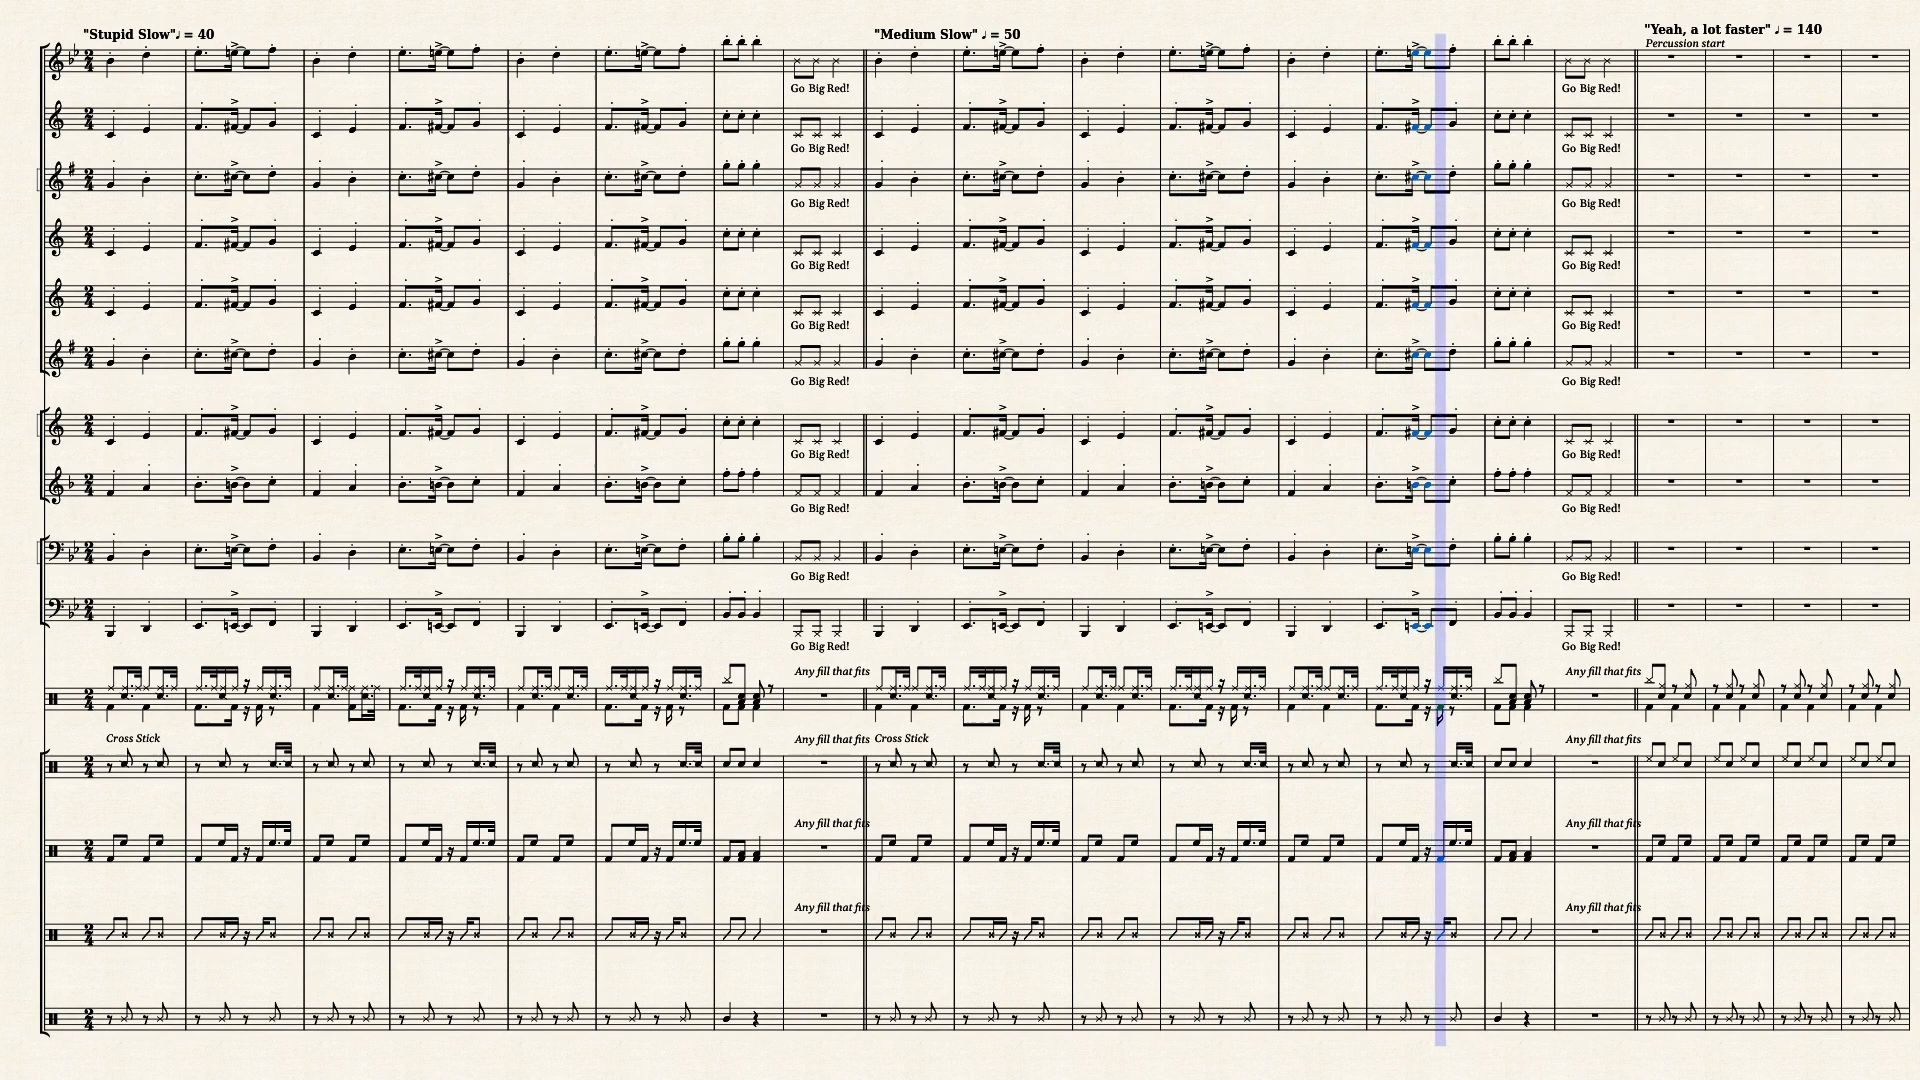 "Stupid Slow"♩ = 40
"Medium Slow" ♩ = 50
"Yeah, a lot faster" ♩ = 140
Percussion start
Go Big Red! Go Big Red!
Go Big Red! Go Big Red!
Go Big Red! Go Big Red!
Go Big Red! Go Big Red!
Go Big Red! Go Big Red!
Go Big Red! Go Big Red!
Go Big Red! Go Big Red!
Go Big Red! Go Big Red!
Go Big Red! Go Big Red!
Go Big Red! Go Big Red!
Any fill that fits Any fill that fits
Cross Stick Any fill that fits Cross Stick Any fill that fits
Any fill that fits Any fill that fits
Any fill that fits Any fill that fits